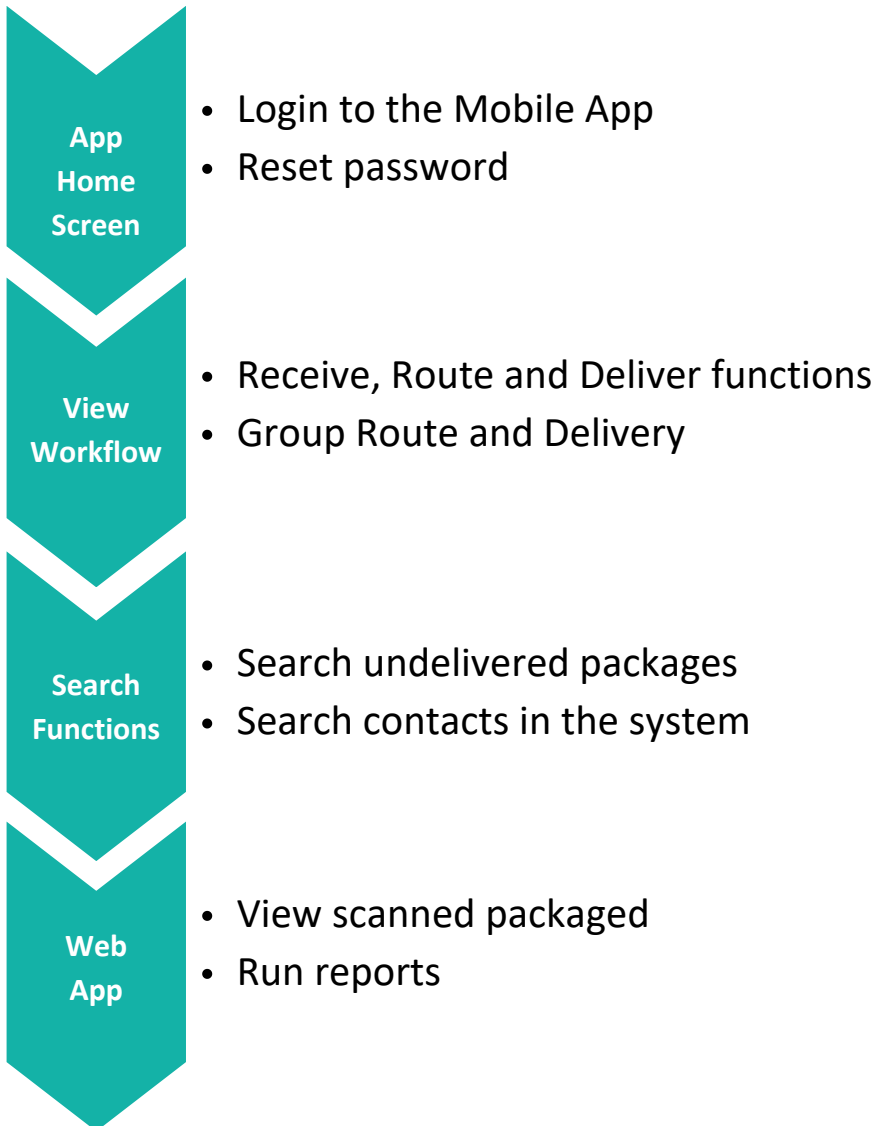 App
Home
Screen
• Login to the Mobile App
• Reset password
View
Workflow
• Receive, Route and Deliver functions
• Group Route and Delivery
Search
Functions
• Search undelivered packages
• Search contacts in the system
Web
App
• View scanned packaged
• Run reports